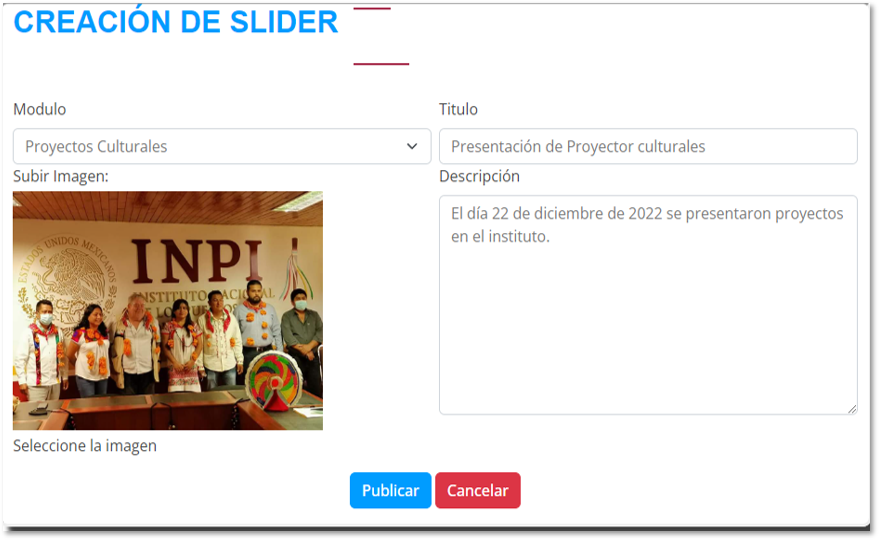 CREACIÓN DE SLIDER
Modulo
Titulo
Proyectos Culturales
Presentación de Proyector culturales
Subir Imagen:
Descripción
El día 22 de diciembre de 2022 se presentaron proyectos
en el instituto.
ESTADOS UNIDOS MEXICANOS
INPI
INSTITUTO NACIONAL
DE LOS
Seleccione la imagen
Publicar
Cancelar